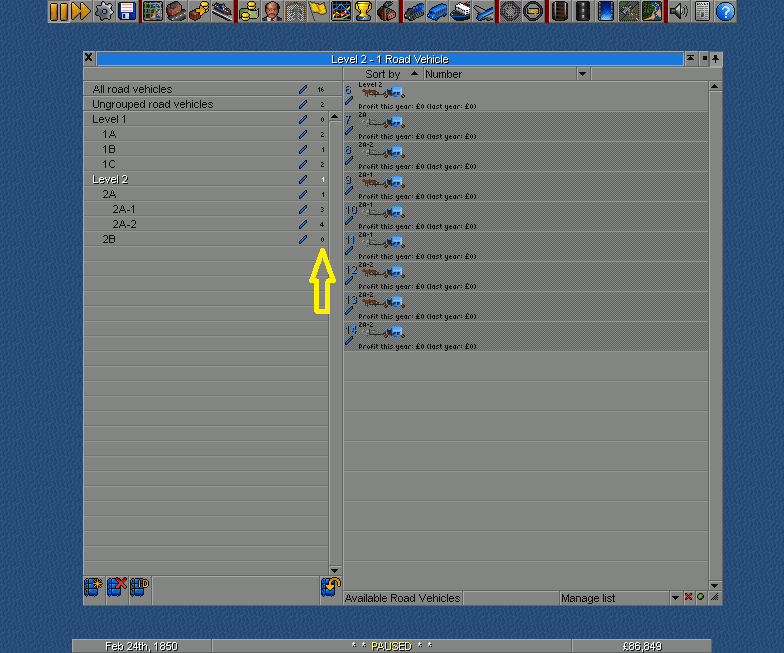 Level 2 - 1 Road Vehicle
Sort by Number
All road vehicles 16
Ungrouped road vehicles 2
Level 1 0
1A 2
1B 1
1C 2
Level 2 1
2A 1
2A-1 3
2A-2 4
2B 0
6 Level 2
Profit this year: £0 (last year: £0)
7 2A
Profit this year: £0 (last year: £0)
8 2A-2
Profit this year: £0 (last year: £0)
9 2A-1
Profit this year: £0 (last year: £0)
10 2A-1
Profit this year: £0 (last year: £0)
11 2A-1
Profit this year: £0 (last year: £0)
12 2A-2
Profit this year: £0 (last year: £0)
13 2A-2
Profit this year: £0 (last year: £0)
14 2A-2
Profit this year: £0 (last year: £0)
Available Road Vehicles Manage list
Feb 24th, 1850 * * PAUSED * * £86,849